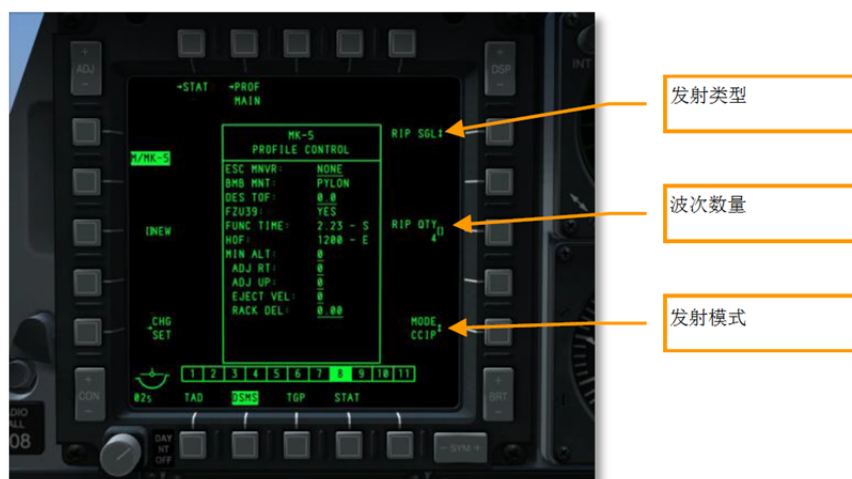 ADJ
DSP
INT
→STAT
→PROF
MAIN
MK-5
PROFILE CONTROL
RIP SGL↕
发射类型
M/MK-5
ESC MNVR: NONE
BMB MNT: PYLON
DES TOF: 0.0
FZU39: YES
FUNC TIME: 2.23 - S
HOF: 1200 - E
MIN ALT: 0
ADJ RT: 0
ADJ UP: 0
EJECT VEL: 0
RACK DEL: 0.00
[]NEW
RIP QTY
4[]
波次数量
→CHG
SET
MODE
CCIP↕
发射模式
1 2 3 4 5 6 7 8 9 10 11
CDN
02s
TAD
DSMS
TGP
STAT
BRT
08
DAY
NT
OFF
- SYM +